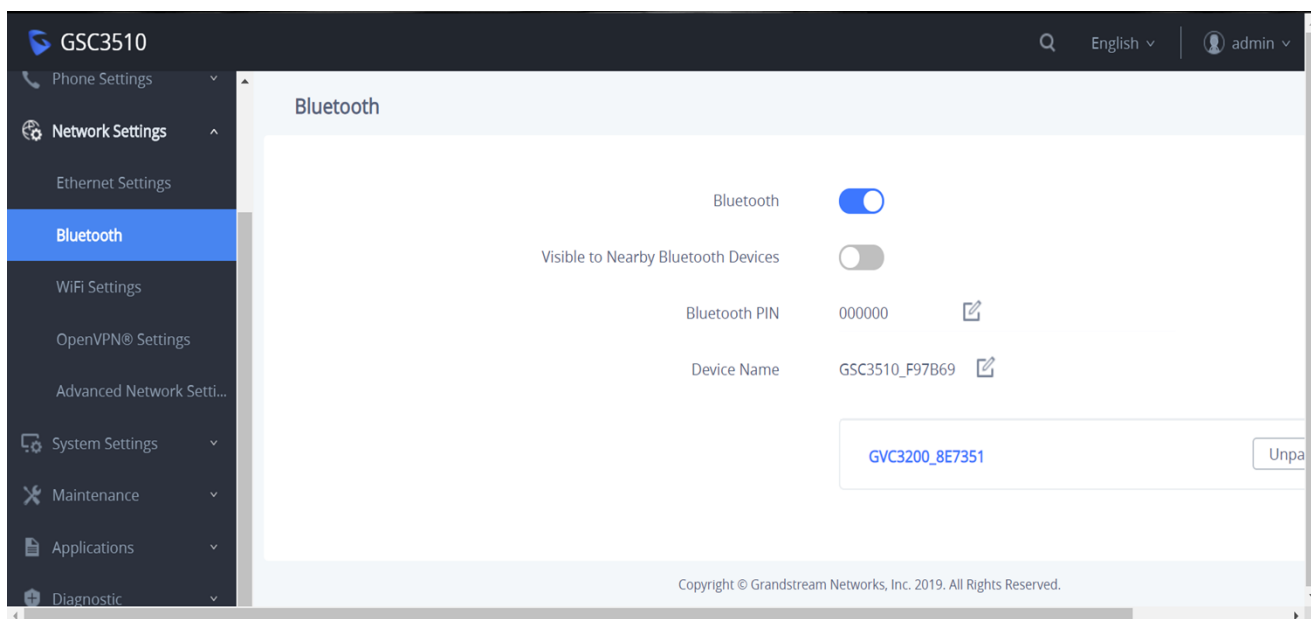 GSC3510
English
admin
Phone Settings
Network Settings
Ethernet Settings
Bluetooth
WiFi Settings
OpenVPN® Settings
Advanced Network Setti...
System Settings
Maintenance
Applications
Diagnostic
Bluetooth
Bluetooth
Visible to Nearby Bluetooth Devices
Bluetooth PIN 000000
Device Name GSC3510_F97B69
GVC3200_8E7351 Unpa
Copyright © Grandstream Networks, Inc. 2019. All Rights Reserved.